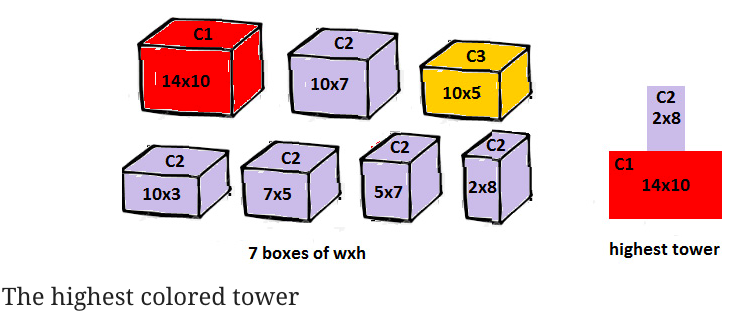 C1
14x10
C2
10x7
C3
10x5
C2
10x3
C2
7x5
C2
5x7
C2
2x8
7 boxes of wxh
C2
2x8
C1
14x10
highest tower
The highest colored tower